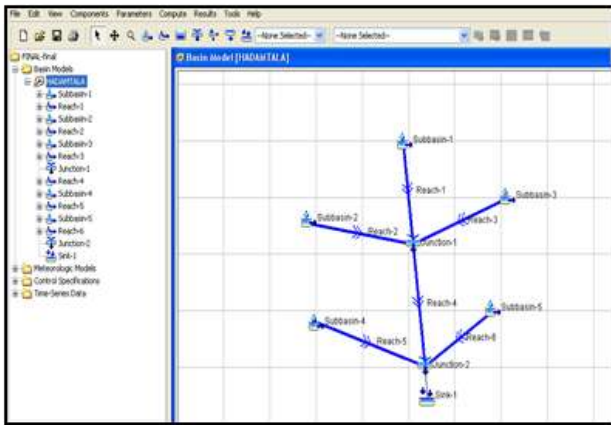 File Edit View Components Parameters Compute Results Tools Help
--None Selected-- --None Selected--
FINAL-final
Basin Models
HADAMTALA
Subbasin-1
Reach-1
Subbasin-2
Reach-2
Subbasin-3
Reach-3
Junction-1
Reach-4
Subbasin-4
Reach-5
Subbasin-5
Reach-6
Junction-2
Sink-1
Meteorologic Models
Control Specifications
Time-Series Data
Basin Model [HADAMTALA]
Subbasin-1
Reach-1
Subbasin-3
Reach-3
Subbasin-2
Reach-2
Junction-1
Reach-4
Subbasin-5
Subbasin-4
Reach-5
Reach-6
Junction-2
Sink-1